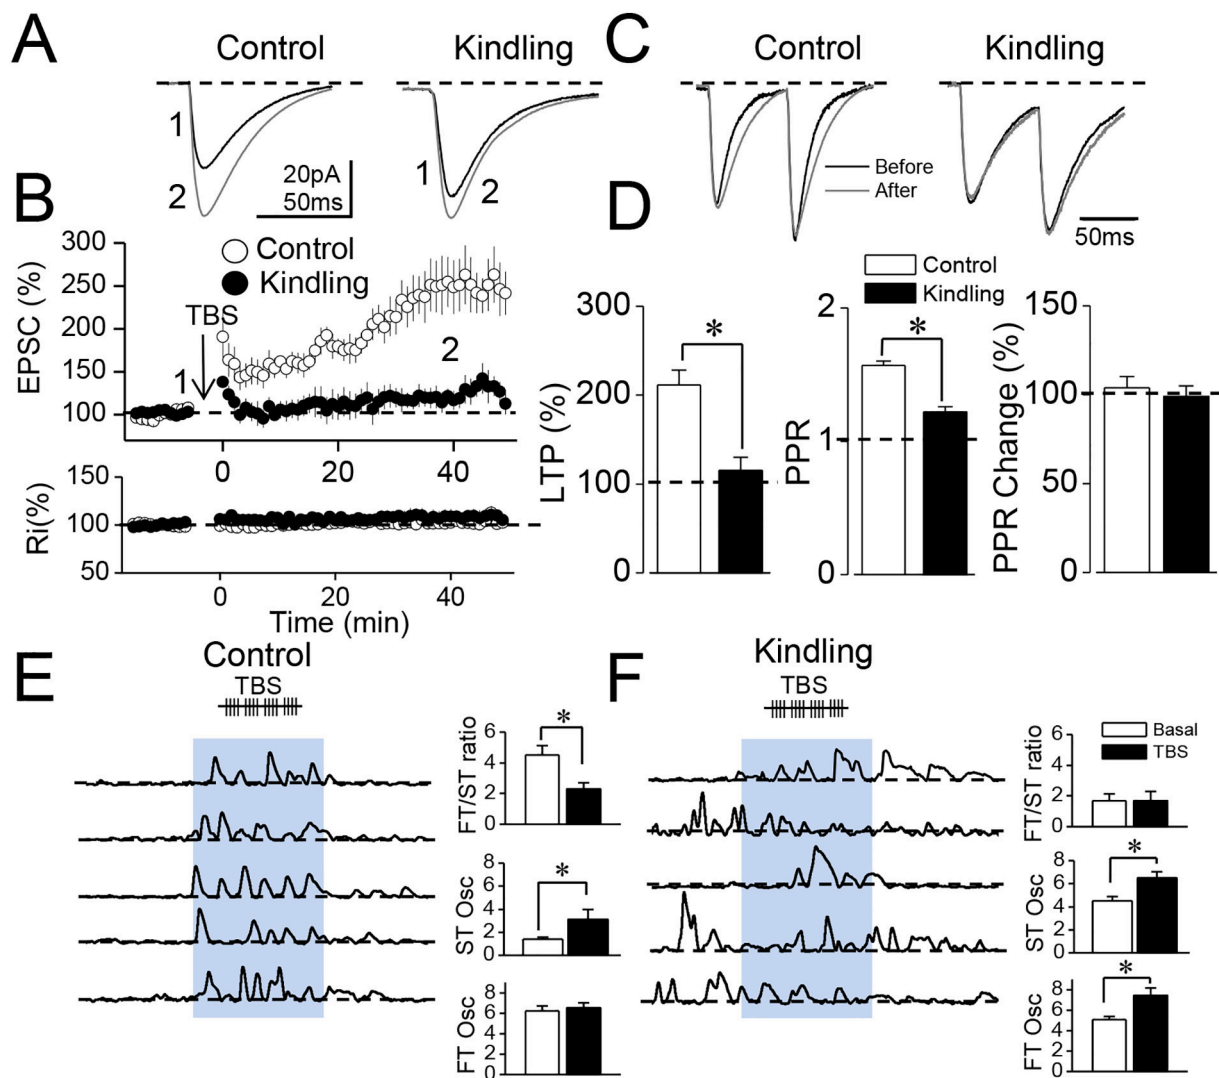 A
Control
Kindling
1
2
1
2
20pA
50ms
C
Control
Kindling
Before
After
50ms
B
Control
Kindling
EPSC (%)
300
250
200
150
100
TBS
1
2
0
20
40
Ri(%)
150
100
50
0
20
40
Time (min)
D
Control
Kindling
LTP (%)
300
200
100
0
*
PPR
2
1
0
*
PPR Change (%)
150
100
50
0
E
Control
TBS
FT/ST ratio
6
4
2
0
*
ST Osc
8
6
4
2
0
*
FT Osc
8
6
4
2
0
F
Kindling
TBS
Basal
TBS
FT/ST ratio
6
4
2
0
ST Osc
8
6
4
2
0
*
FT Osc
8
6
4
2
0
*